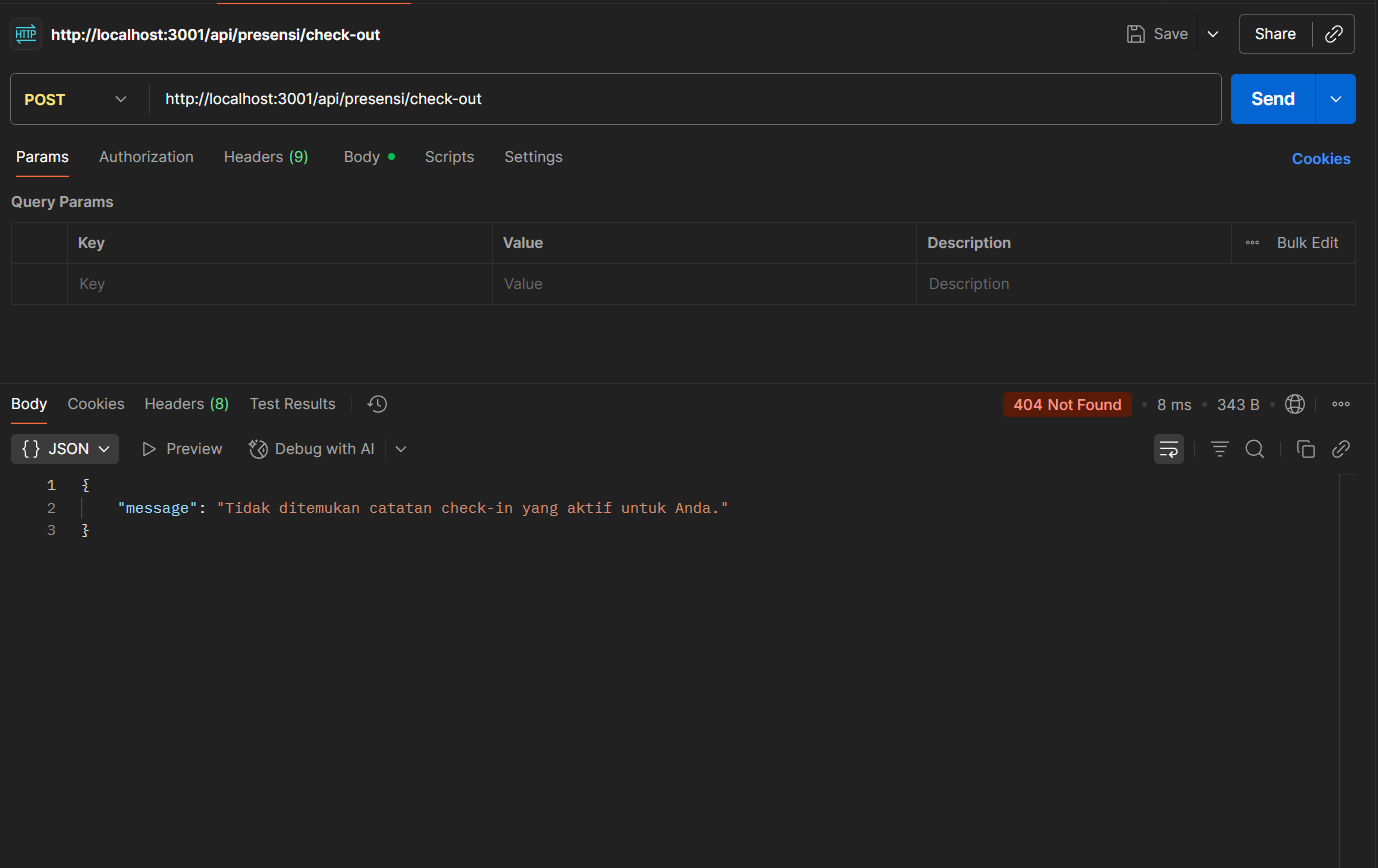 HTTP http://localhost:3001/api/presensi/check-out Save Share
POST http://localhost:3001/api/presensi/check-out Send
Params Authorization Headers (9) Body Scripts Settings Cookies
Query Params
Key Value Description Bulk Edit
Key Value Description
Body Cookies Headers (8) Test Results 404 Not Found 8 ms 343 B
{} JSON Preview Debug with AI
1 {
2 "message": "Tidak ditemukan catatan check-in yang aktif untuk Anda."
3 }